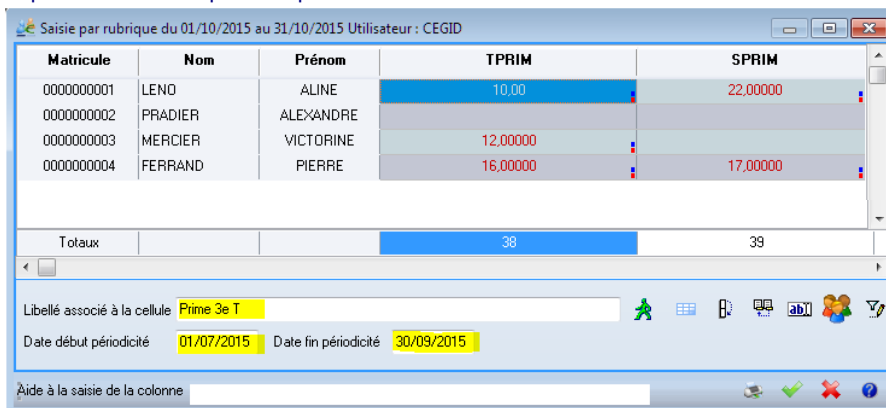 Saisie par rubrique du 01/10/2015 au 31/10/2015 Utilisateur : CEGID
Matricule Nom Prénom TPRIM SPRIM
0000000001 LENO ALINE 10,00 22,00000
0000000002 PRADIER ALEXANDRE
0000000003 MERCIER VICTORINE 12,00000
0000000004 FERRAND PIERRE 16,00000 17,00000
Totaux 38 39
Libellé associé à la cellule Prime 3e T
Date début périodicité 01/07/2015 Date fin périodicité 30/09/2015
Aide à la saisie de la colonne